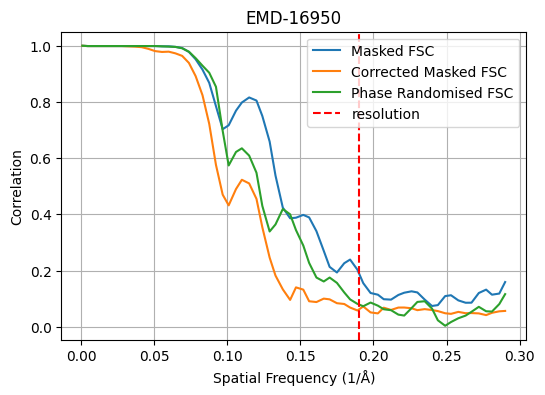 EMD-16950
1.0
0.8
0.6
0.4
0.2
0.0
Correlation
Masked FSC
Corrected Masked FSC
Phase Randomised FSC
resolution
0.00 0.05 0.10 0.15 0.20 0.25 0.30
Spatial Frequency (1/Å)